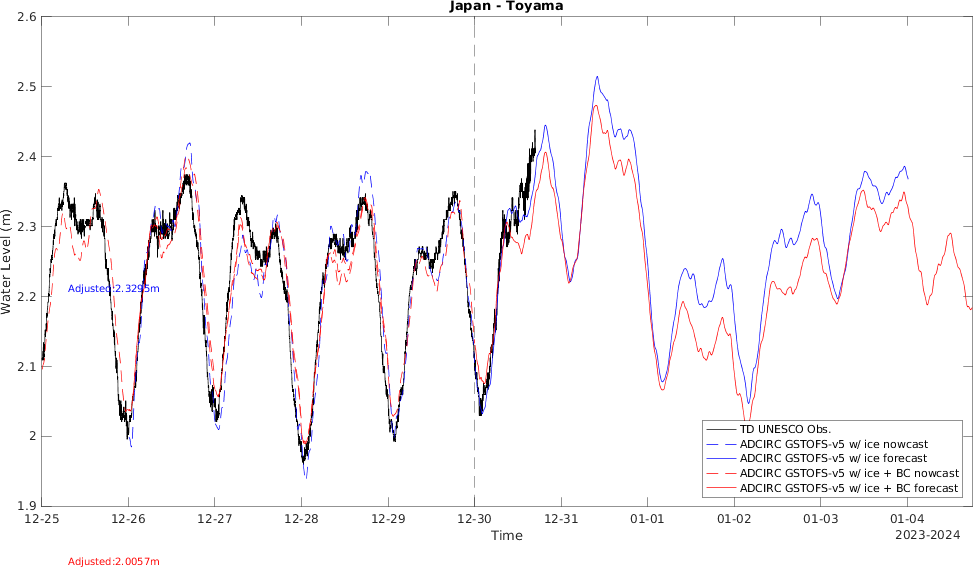 Japan - Toyama
2.6
2.5
2.4
2.3
2.2
2.1
2
1.9
Water Level (m)
Adjusted:2.3295m
TD UNESCO Obs.
ADCIRC GSTOFS-v5 w/ ice nowcast
ADCIRC GSTOFS-v5 w/ ice forecast
ADCIRC GSTOFS-v5 w/ ice + BC nowcast
ADCIRC GSTOFS-v5 w/ ice + BC forecast
12-25 12-26 12-27 12-28 12-29 12-30 12-31 01-01 01-02 01-03 01-04
Time
2023-2024
Adjusted:2.0057m